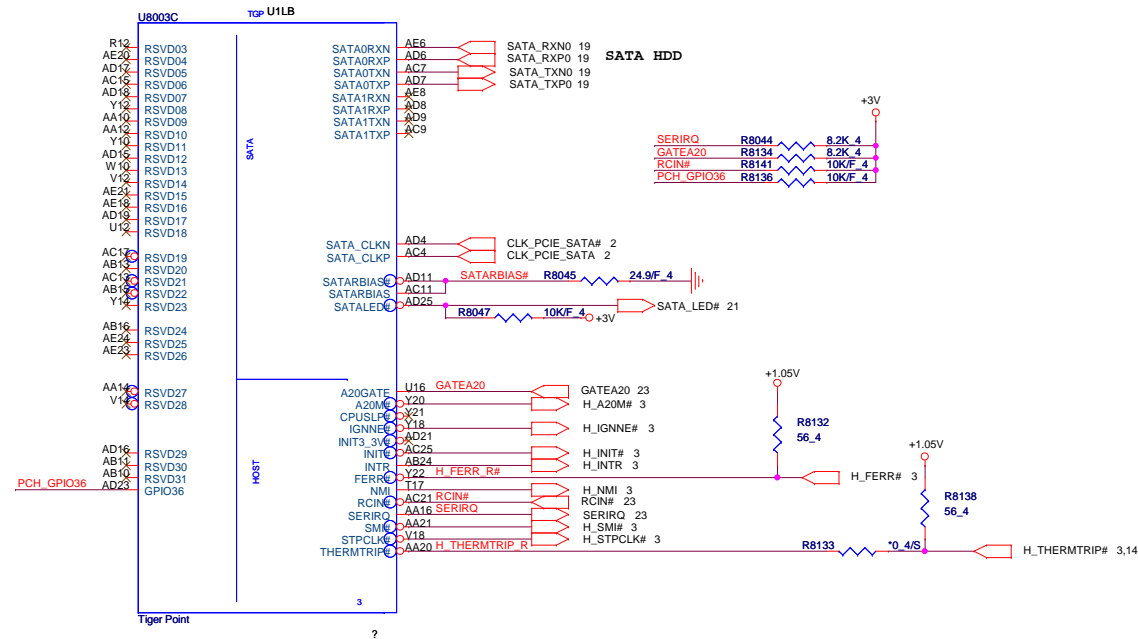 U8003C TGP U1LB
R12 RSVD03
AE20 RSVD04
AD17 RSVD05
AC15 RSVD06
AD18 RSVD07
Y12 RSVD08
AA10 RSVD09
AA12 RSVD10
Y10 RSVD11
AD15 RSVD12
W10 RSVD13
V12 RSVD14
AE21 RSVD15
AE18 RSVD16
AD19 RSVD17
U12 RSVD18
AC17 RSVD19
AB13 RSVD20
AC13 RSVD21
AB15 RSVD22
Y14 RSVD23
AB16 RSVD24
AE24 RSVD25
AE23 RSVD26
AA14 RSVD27
V14 RSVD28
AD16 RSVD29
AB11 RSVD30
AB10 RSVD31
PCH_GPIO36 AD23 GPIO36
SATA
HOST
SATA0RXN AE6 SATA_RXN0 19
SATA0RXP AD6 SATA_RXP0 19
SATA0TXN AC7 SATA_TXN0 19
SATA0TXP AD7 SATA_TXP0 19
SATA HDD
SATA1RXN AE8
SATA1RXP AD8
SATA1TXN AD9
SATA1TXP AC9
SATA_CLKN AD4 CLK_PCIE_SATA# 2
SATA_CLKP AC4 CLK_PCIE_SATA 2
SATARBIAS# AD11 SATARBIAS# R8045 24.9/F_4
SATARBIAS AC11
SATALED# AD25 SATA_LED# 21
R8047 10K/F_4 +3V
A20GATE U16 GATEA20 GATEA20 23
A20M# Y20 H_A20M# 3
CPUSLP# Y21
IGNNE# Y18 H_IGNNE# 3
INIT3_3V# AD21
INIT# AC25 H_INIT# 3
INTR AB24 H_INTR 3
FERR# Y22 H_FERR_R# H_FERR# 3
NMI T17 H_NMI 3
RCIN# AC21 RCIN# RCIN# 23
SERIRQ AA16 SERIRQ SERIRQ 23
SMI# AA21 H_SMI# 3
STPCLK# V18 H_STPCLK# 3
THERMTRIP# AA20 H_THERMTRIP_R R8133 *0_4/S H_THERMTRIP# 3,14
+3V
SERIRQ R8044 8.2K_4
GATEA20 R8134 8.2K_4
RCIN# R8141 10K/F_4
PCH_GPIO36 R8136 10K/F_4
+1.05V
R8132
56_4
+1.05V
R8138
56_4
3
Tiger Point
?